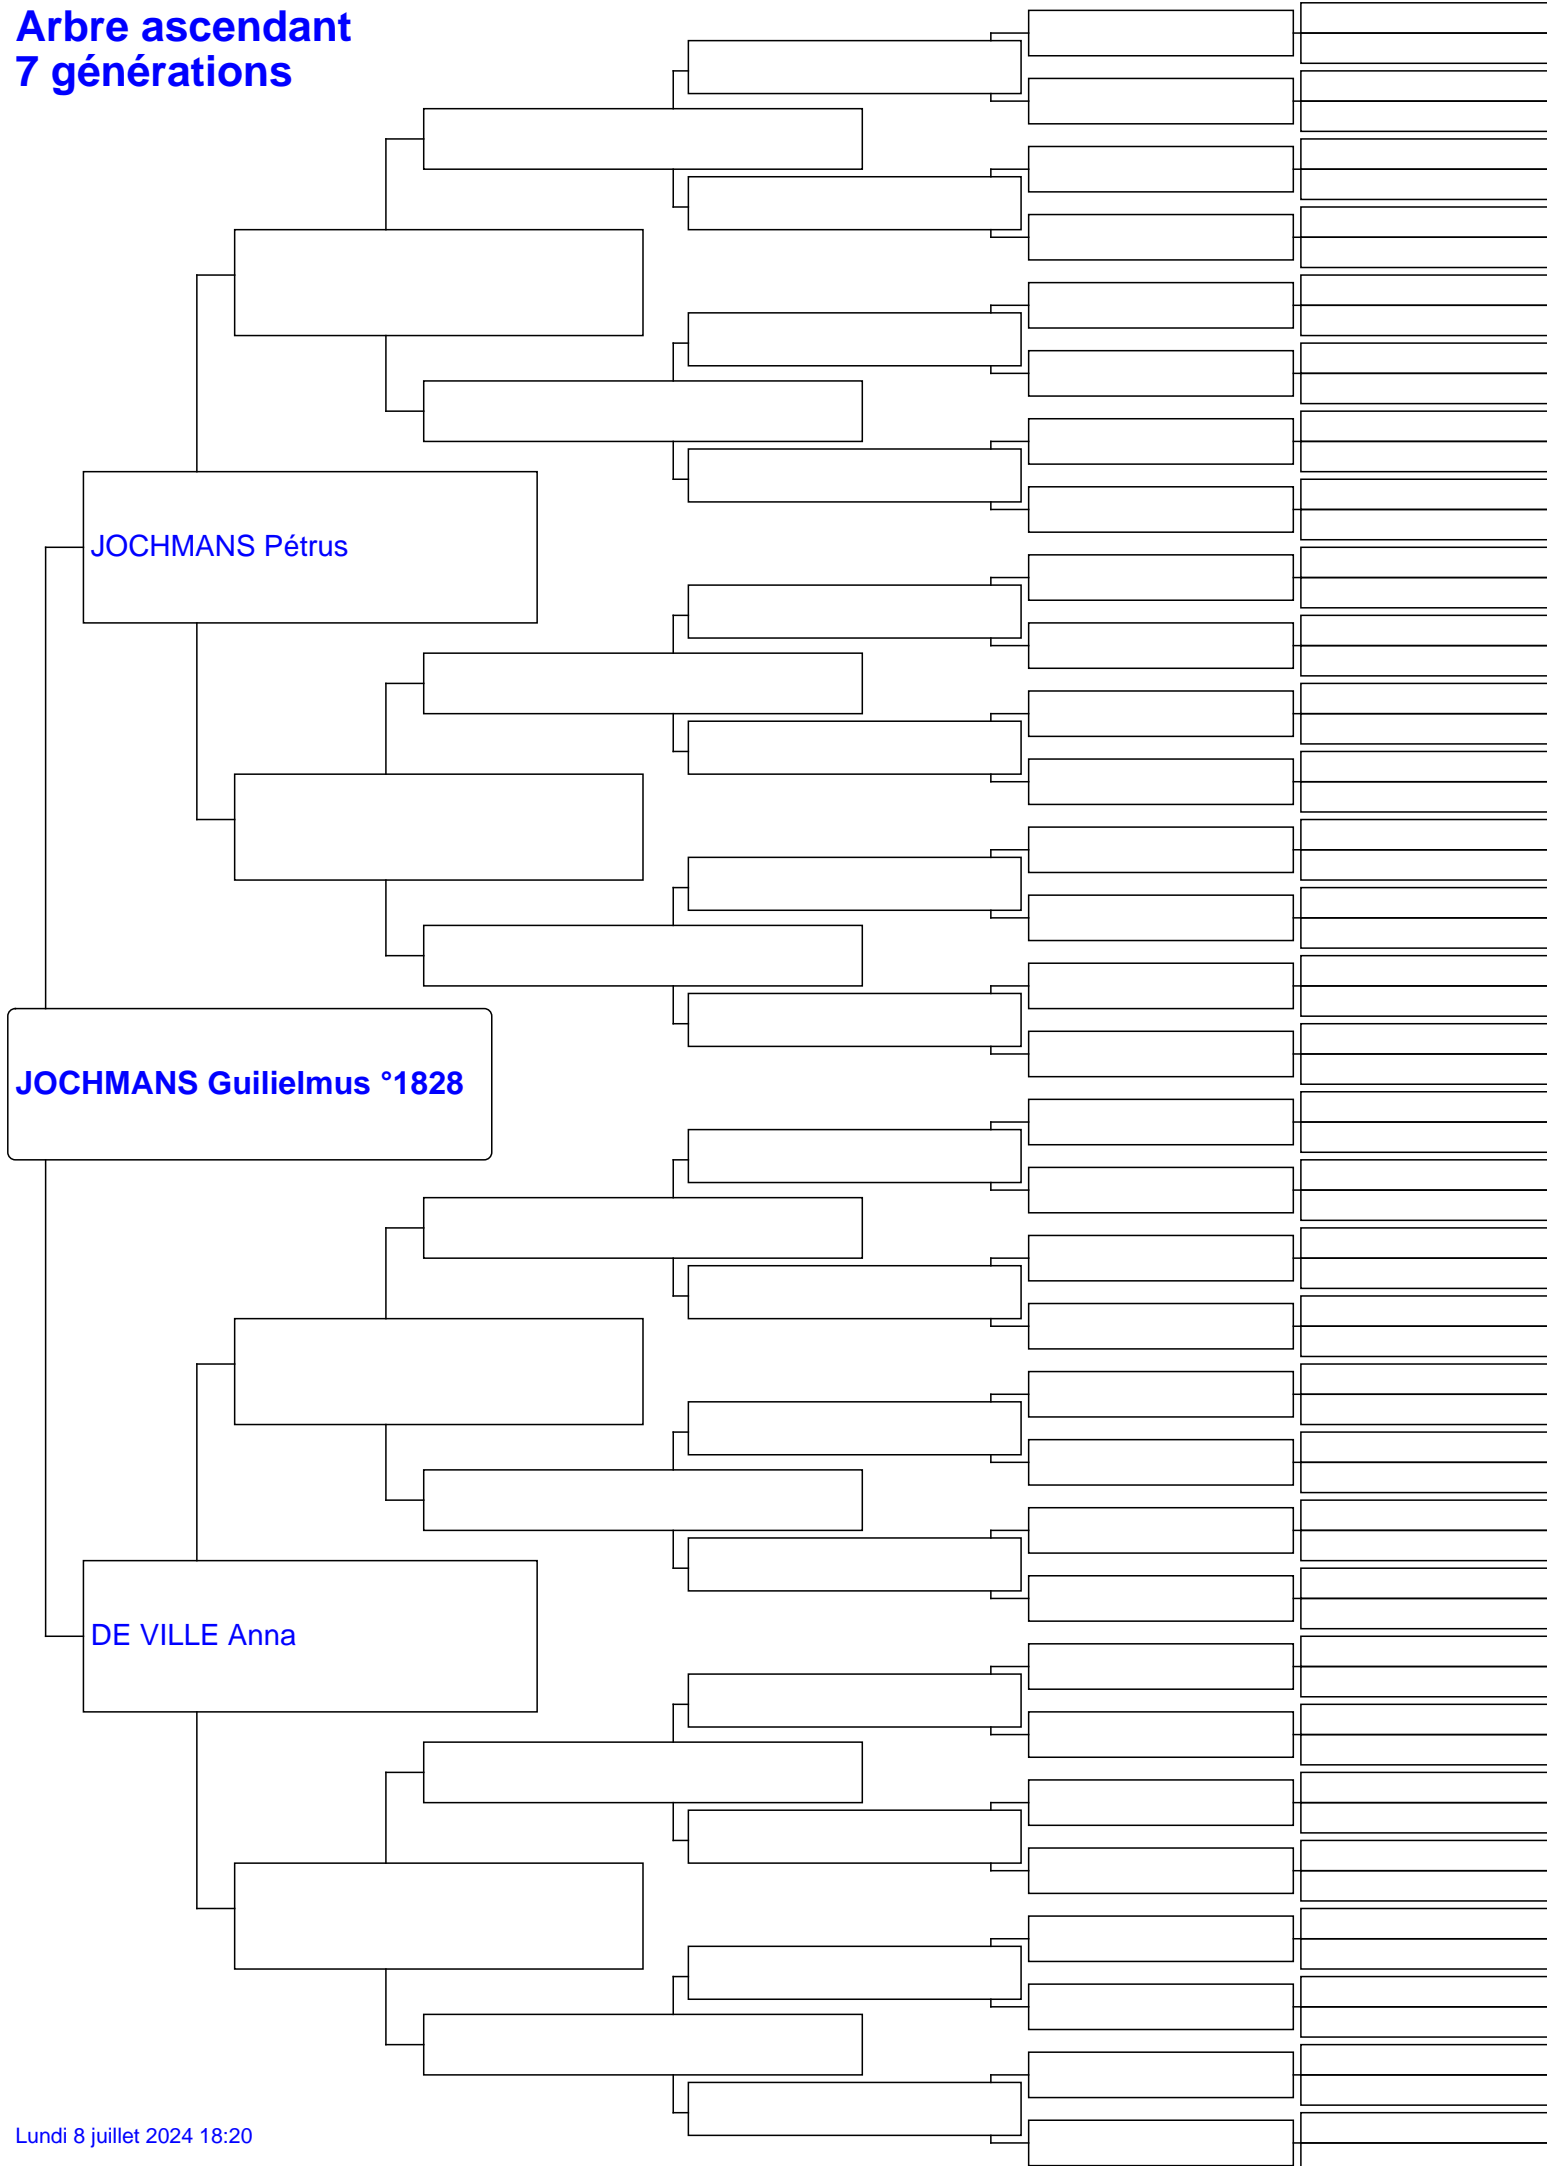 Arbre ascendant
7 générations
JOCHMANS Pétrus
JOCHMANS Guilielmus °1828
DE VILLE Anna
Lundi 8 juillet 2024 18:20